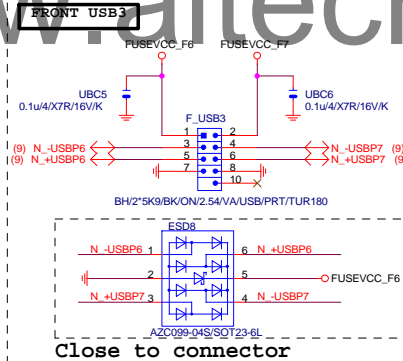 www.aitech
FRONT USB3
FUSEVCC_F6 FUSEVCC_F7
UBC5 UBC6
0.1u/4/X7R/16V/K 0.1u/4/X7R/16V/K
F_USB3
1 2
(9) N_-USBP6 3 4 N_-USBP7 (9)
(9) N_+USBP6 5 6 N_+USBP7 (9)
7 8
10
BH/2*5K9/BK/ON/2.54/VA/USB/PRT/TUR180
ESD8
N_-USBP6 1 6 N_+USBP6
2 5 FUSEVCC_F6
N_+USBP7 3 4 N_-USBP7
AZC099-04S/SOT23-6L
Close to connector